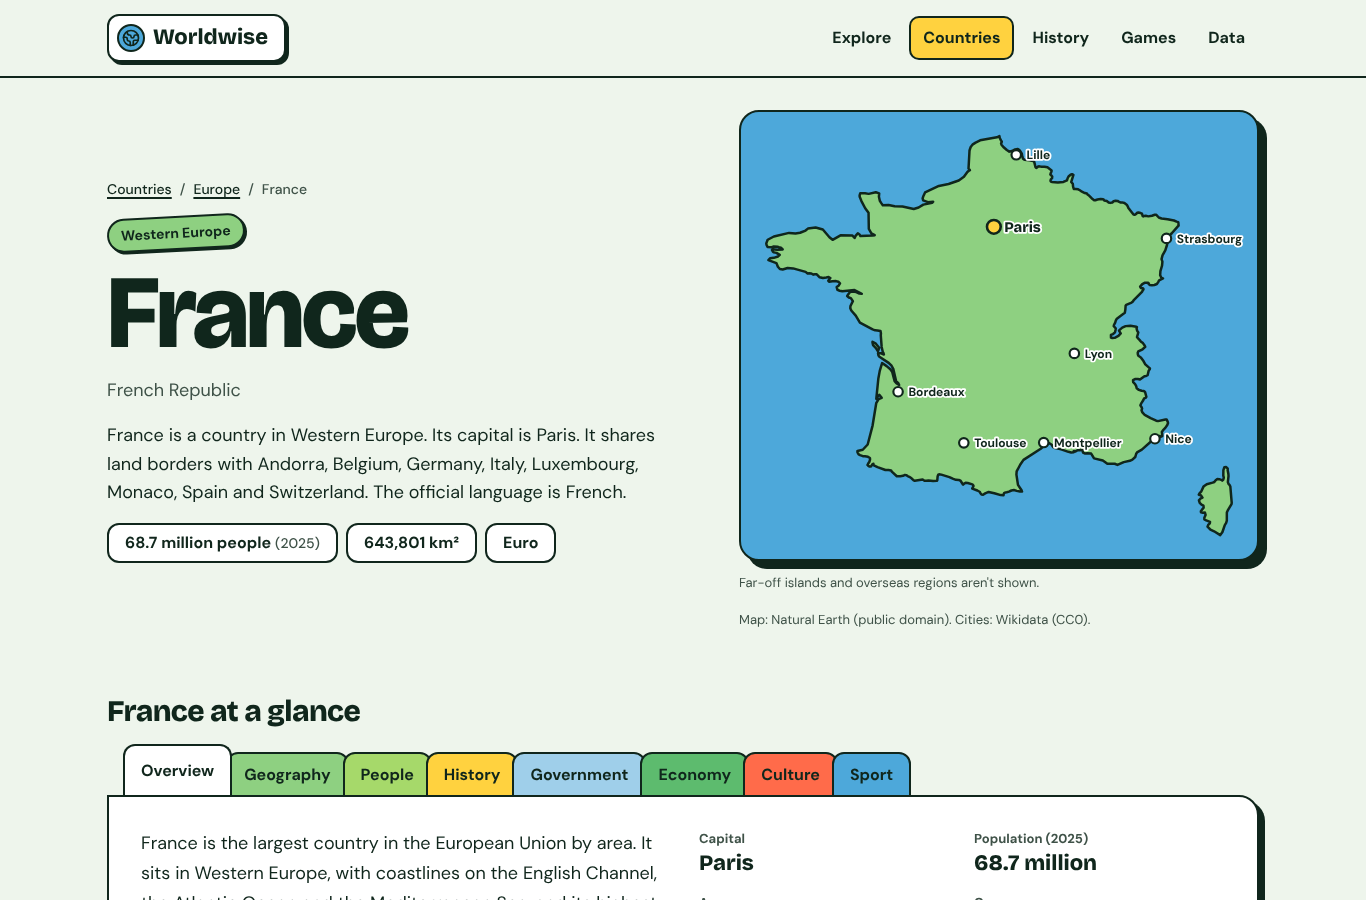 Worldwise
Explore
Countries
History
Games
Data
Countries / Europe / France
Western Europe
France
French Republic
France is a country in Western Europe. Its capital is Paris. It shares
land borders with Andorra, Belgium, Germany, Italy, Luxembourg,
Monaco, Spain and Switzerland. The official language is French.
68.7 million people (2025)
643,801 km²
Euro
Lille
Paris
Strasbourg
Lyon
Bordeaux
Toulouse
Montpellier
Nice
Far-off islands and overseas regions aren't shown.
Map: Natural Earth (public domain). Cities: Wikidata (CC0).
France at a glance
Overview
Geography
People
History
Government
Economy
Culture
Sport
France is the largest country in the European Union by area. It
sits in Western Europe, with coastlines on the English Channel,
Capital
Paris
Population (2025)
68.7 million